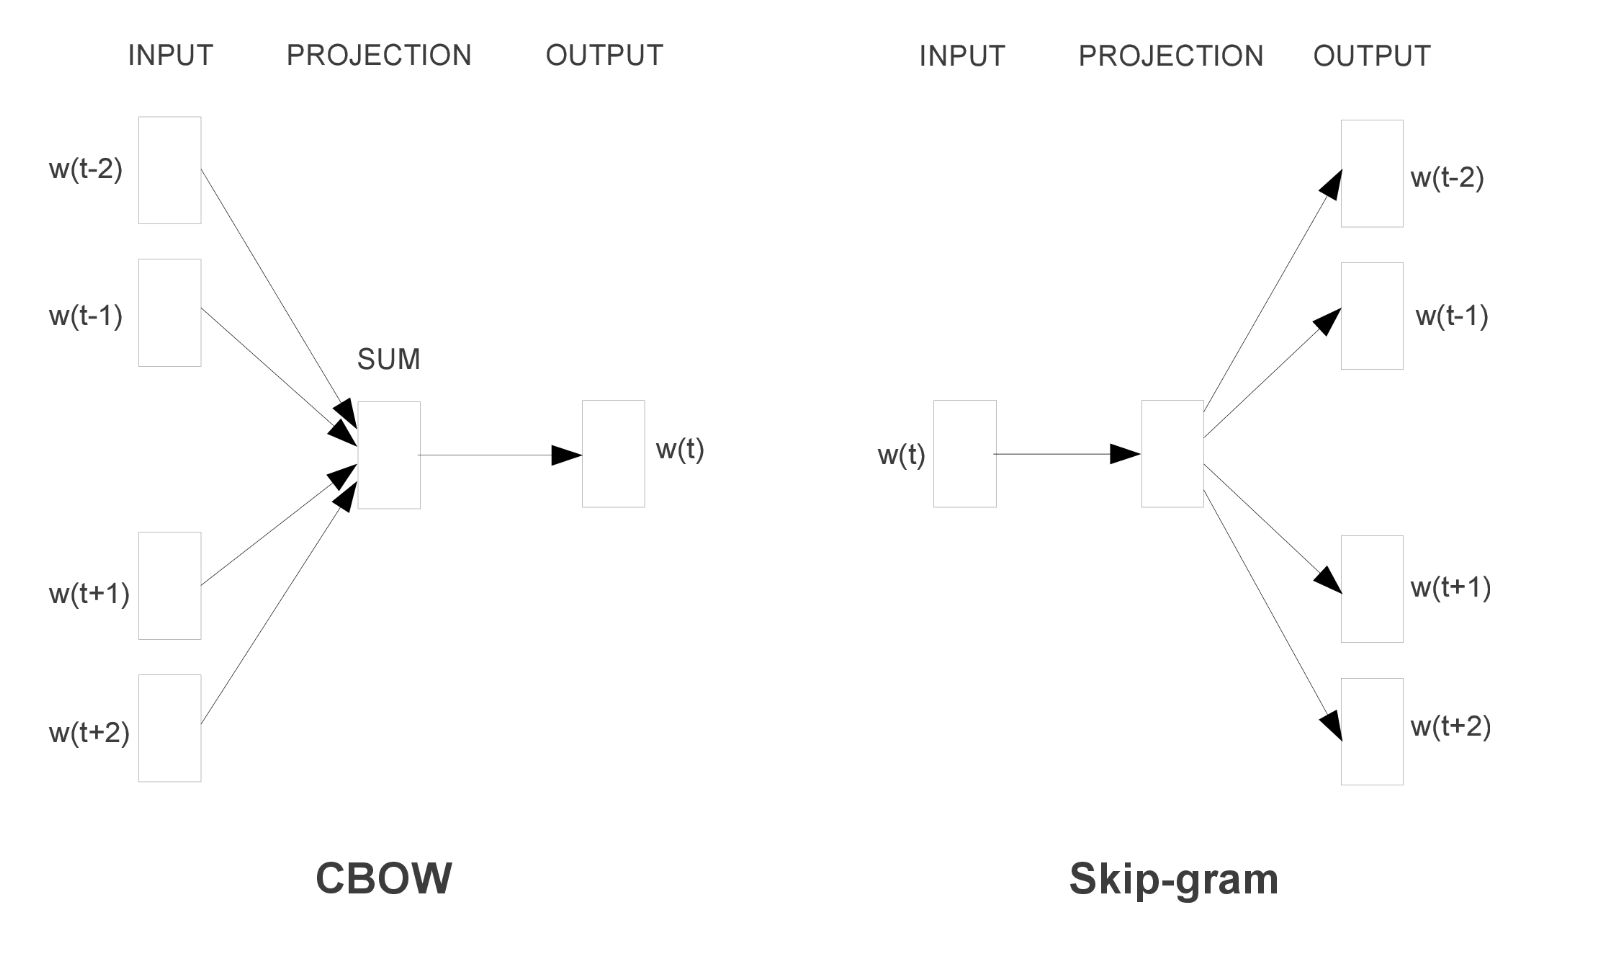 INPUT PROJECTION OUTPUT
w(t-2)
w(t-1)
SUM
w(t)
w(t+1)
w(t+2)
CBOW
INPUT PROJECTION OUTPUT
w(t-2)
w(t-1)
w(t)
w(t+1)
w(t+2)
Skip-gram